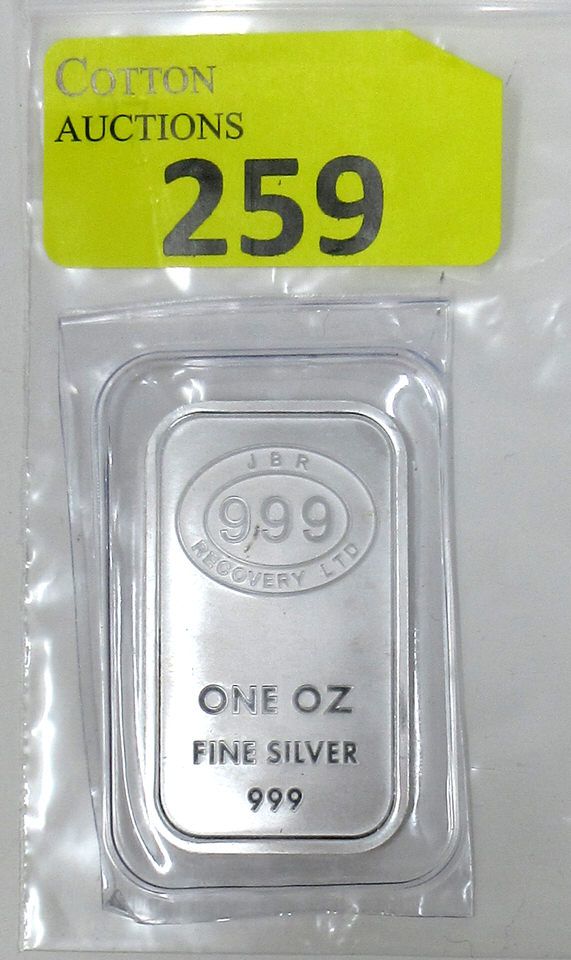 COTTON
AUCTIONS
259
JBR
999
RECOVERY LTD
ONE OZ
FINE SILVER
999